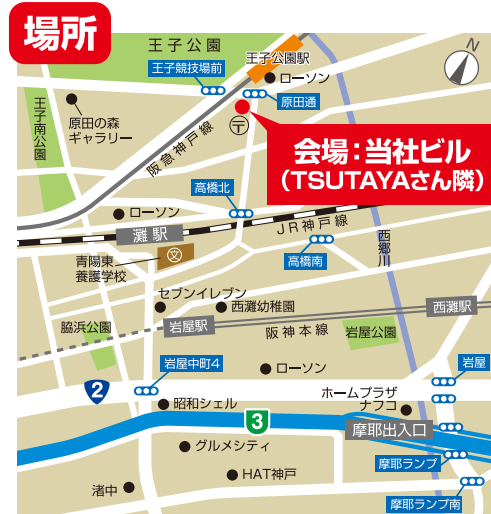 場所
王子公園
王子公園駅
王子競技場前
ローソン
N
原田通
王子南公園
原田の森
ギャラリー
〒
阪急神戸線
会場：当社ビル
（TSUTAYAさん隣）
高橋北
ローソン
JR神戸線
灘駅
西郷川
高橋南
青陽東
養護学校
文
セブンイレブン
西灘幼稚園
西灘駅
脇浜公園
岩屋駅
阪神本線
岩屋公園
岩屋中町4
岩屋
ローソン
2
ホームプラザ
ナフコ
昭和シェル
3
摩耶出入口
グルメシティ
摩耶ランプ
HAT神戸
渚中
摩耶ランプ南